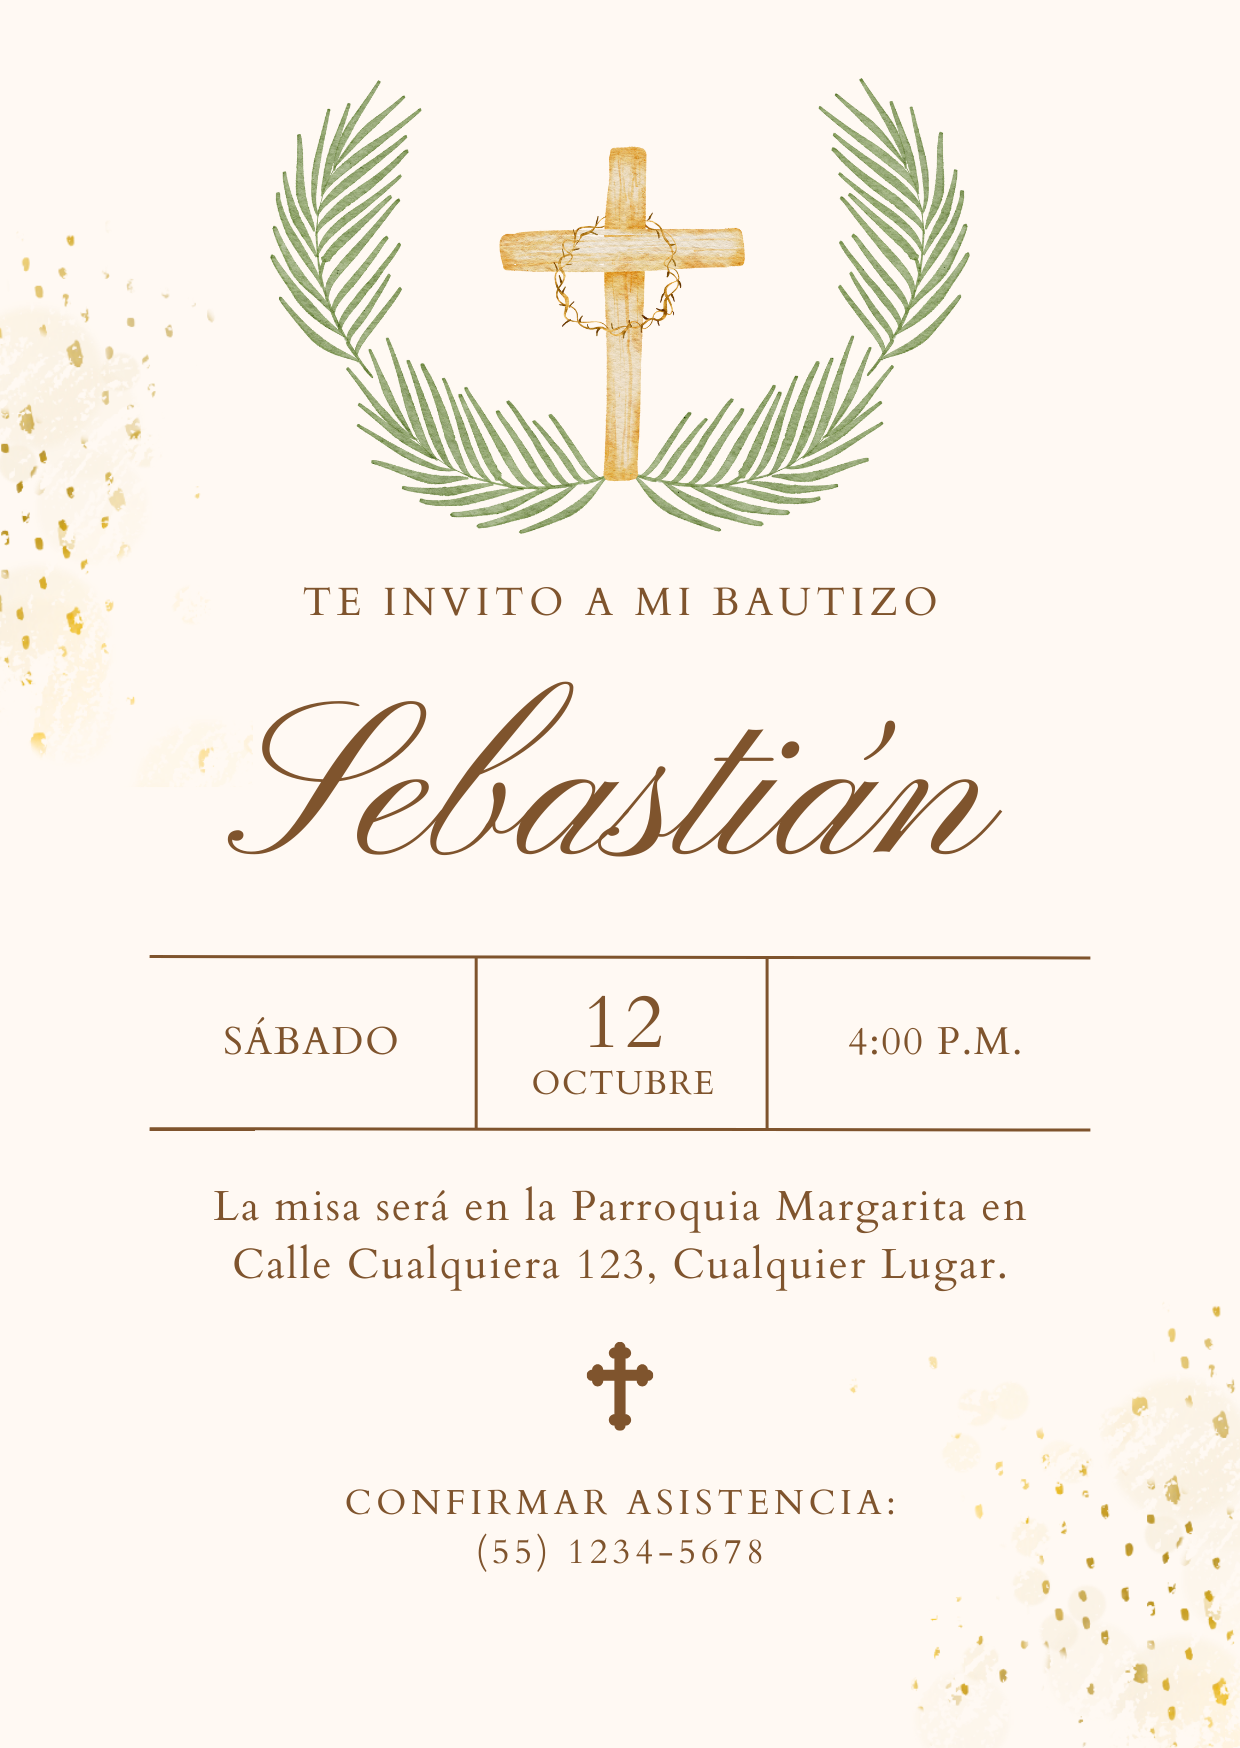 TE INVITO A MI BAUTIZO
Sebastián
SÁBADO
12
OCTUBRE
4:00 P.M.
La misa será en la Parroquia Margarita en
Calle Cualquiera 123, Cualquier Lugar.
CONFIRMAR ASISTENCIA:
(55) 1234-5678